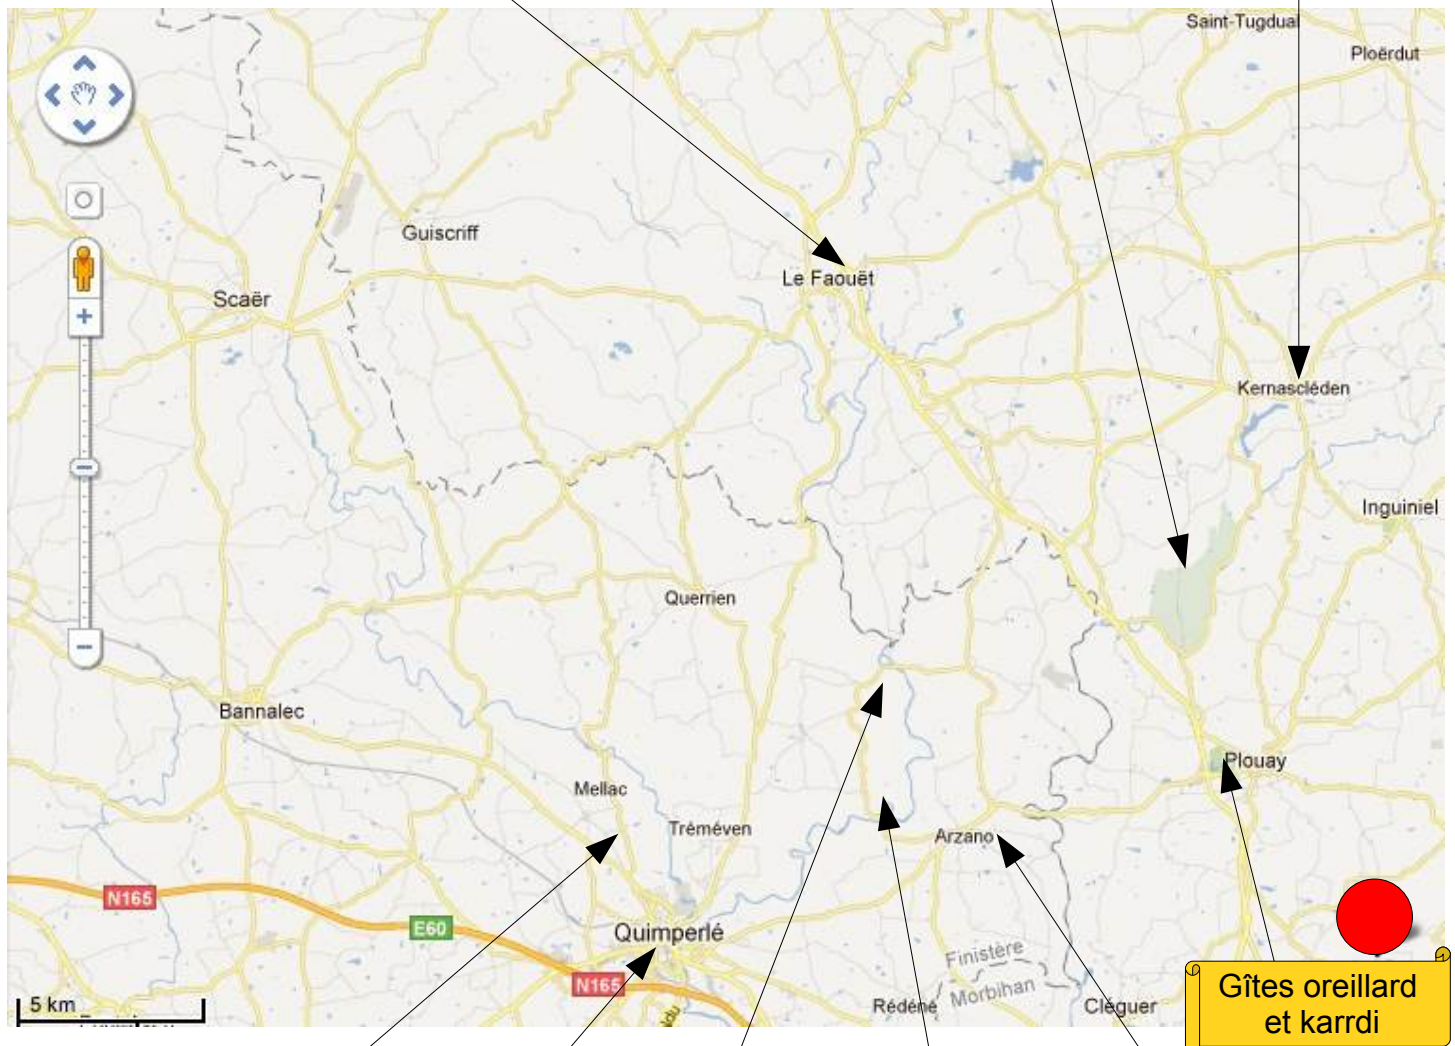 Saint-Tugdual
Ploërdut
Guiscriff
Le Faouët
Scaër
Kernascléden
Inguiniel
Querrien
Bannalec
Plouay
Mellac
Tréméven
Arzano
N165
E60
Quimperlé
Finistère
N165
Morbihan
5 km
Rédené
Cléguer
Gîtes oreillard
et karrdi